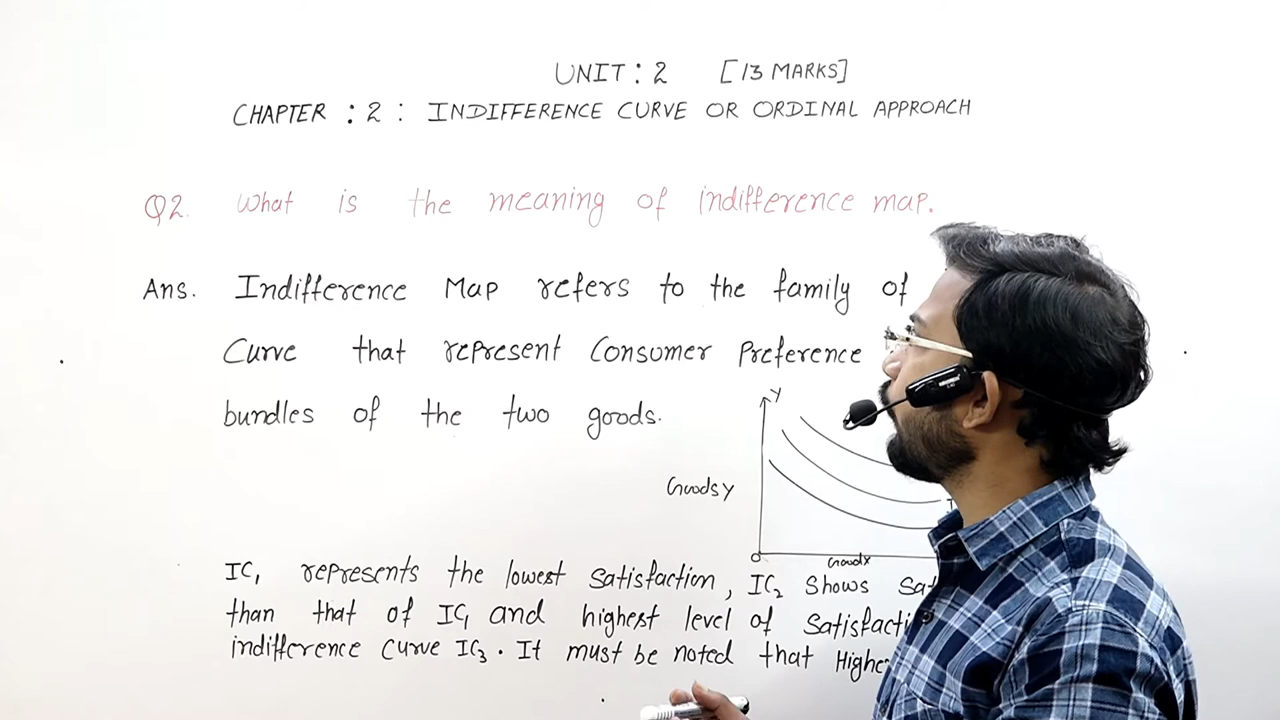 UNIT : 2 [13 MARKS]
CHAPTER : 2 : INDIFFERENCE CURVE OR ORDINAL APPROACH
Q2. What is the meaning of indifference map.
Ans. Indifference Map refers to the family of
Curve that represent Consumer Preference
bundles of the two goods.
Y
Goods Y
O
Goods X
IC1 represents the lowest Satisfaction, IC2 Shows
than that of IC1 and highest level of
indifference Curve IC3. It must be noted that